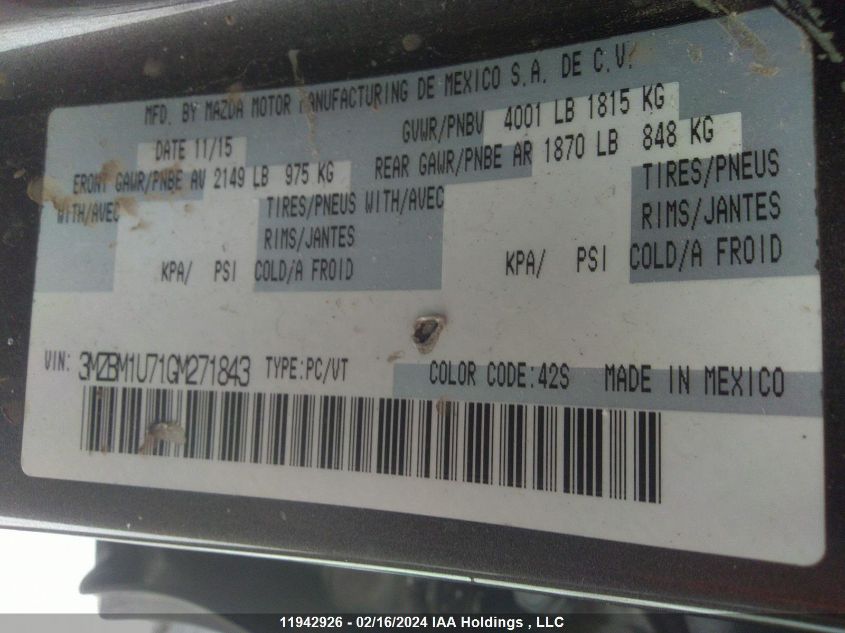 MFD. BY MAZDA MOTOR MANUFACTURING DE MEXICO S.A. DE C.V.
DATE 11/15 GVWR/PNBV 4001 LB 1815 KG
FRONT GAWR/PNBE AV 2149 LB 975 KG REAR GAWR/PNBE AR 1870 LB 848 KG
WITH/AVEC TIRES/PNEUS WITH/AVEC TIRES/PNEUS
RIMS/JANTES RIMS/JANTES
KPA/ PSI COLD/A FROID KPA/ PSI COLD/A FROID
VIN: 3MZBM1U71GM271843 TYPE:PC/VT COLOR CODE:42S MADE IN MEXICO
11942926 - 02/16/2024 IAA Holdings , LLC